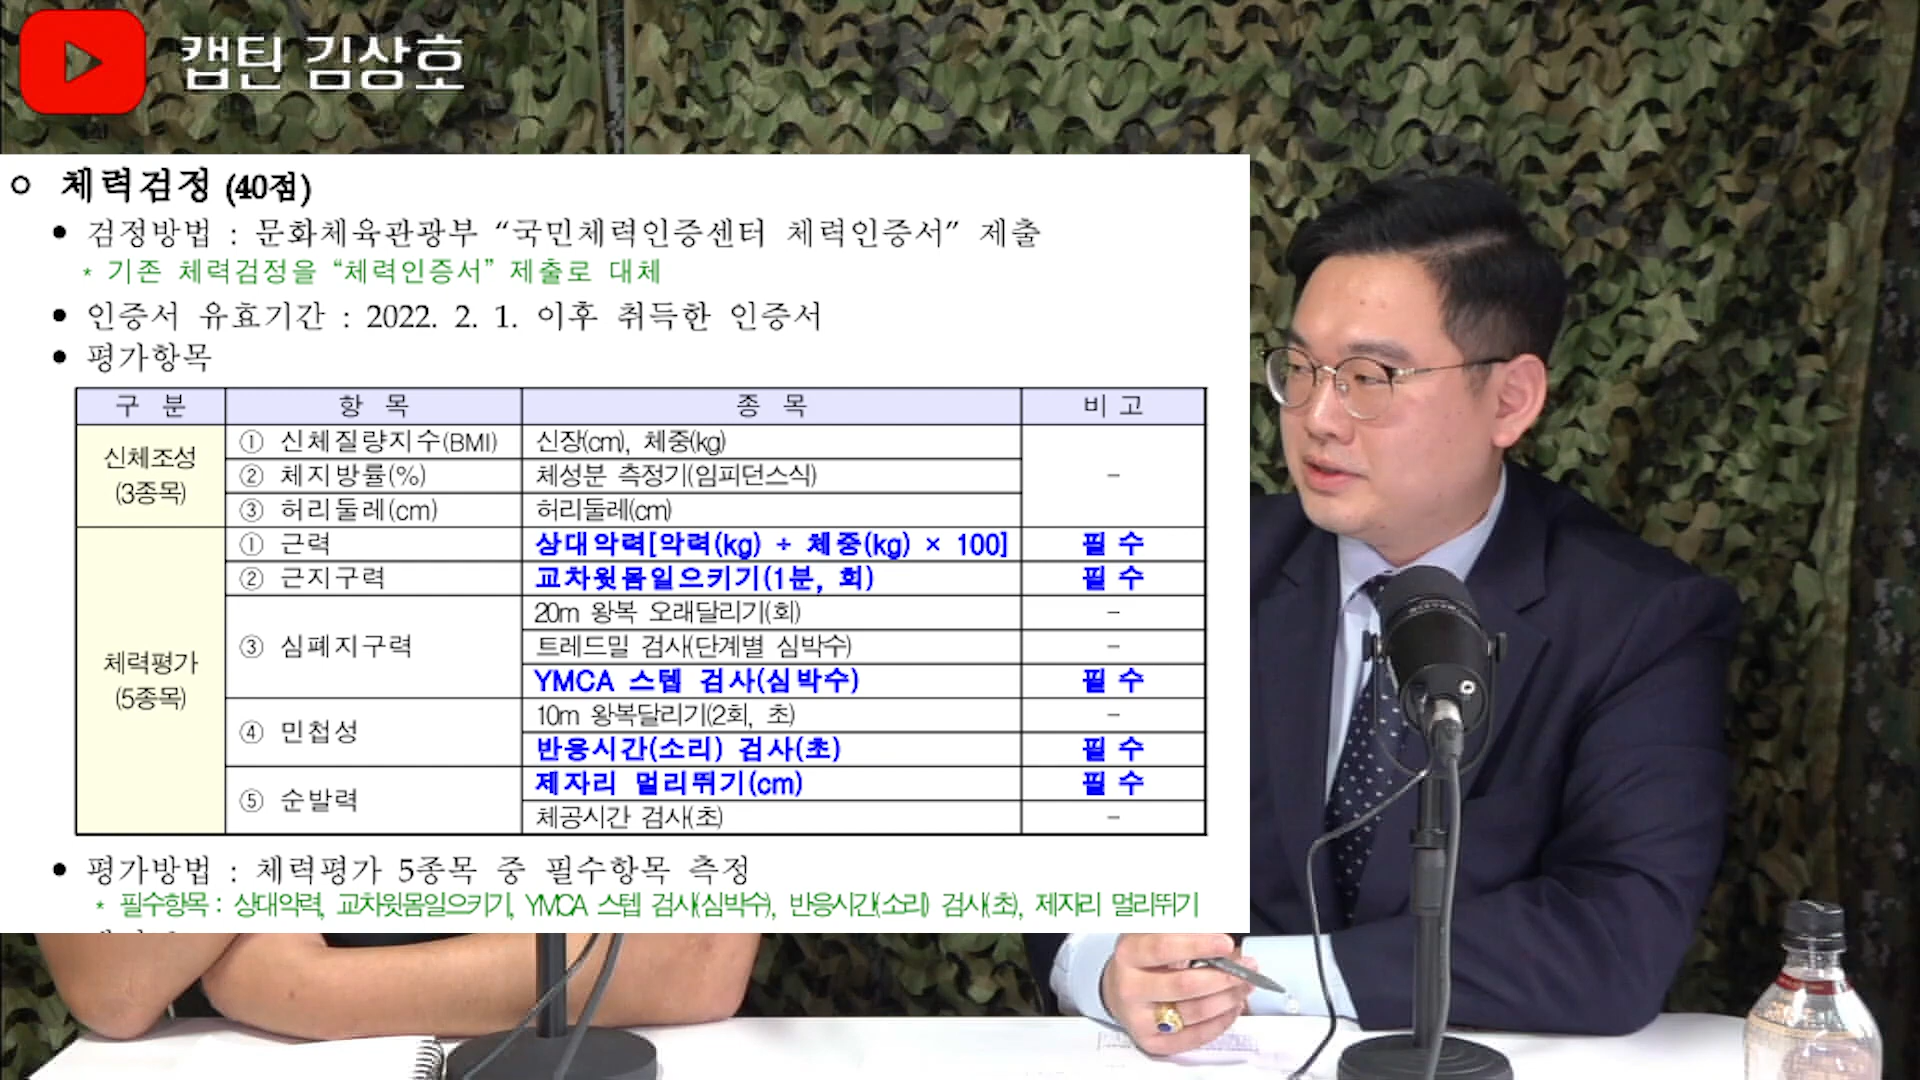 캡틴 김상호
○ 체력검정 (40점)
● 검정방법 : 문화체육관광부 “국민체력인증센터 체력인증서” 제출
* 기존 체력검정을 “체력인증서” 제출로 대체
● 인증서 유효기간 : 2022. 2. 1. 이후 취득한 인증서
● 평가항목
구 분 항 목 종 목 비 고
신체조성 (3종목) ① 신체질량지수(BMI) 신장(cm), 체중(kg) -
② 체지방률(%) 체성분 측정기(임피던스식)
③ 허리둘레(cm) 허리둘레(cm)
체력평가 (5종목) ① 근력 상대악력[악력(kg) ÷ 체중(kg) × 100] 필 수
② 근지구력 교차윗몸일으키기(1분, 회) 필 수
③ 심폐지구력 20m 왕복 오래달리기(회) -
트레드밀 검사(단계별 심박수) -
YMCA 스텝 검사(심박수) 필 수
④ 민첩성 10m 왕복달리기(2회, 초) -
반응시간(소리) 검사(초) 필 수
⑤ 순발력 제자리 멀리뛰기(cm) 필 수
체공시간 검사(초) -
● 평가방법 : 체력평가 5종목 중 필수항목 측정
* 필수항목 : 상대악력, 교차윗몸일으키기, YMCA 스텝 검사(심박수), 반응시간(소리) 검사(초), 제자리 멀리뛰기